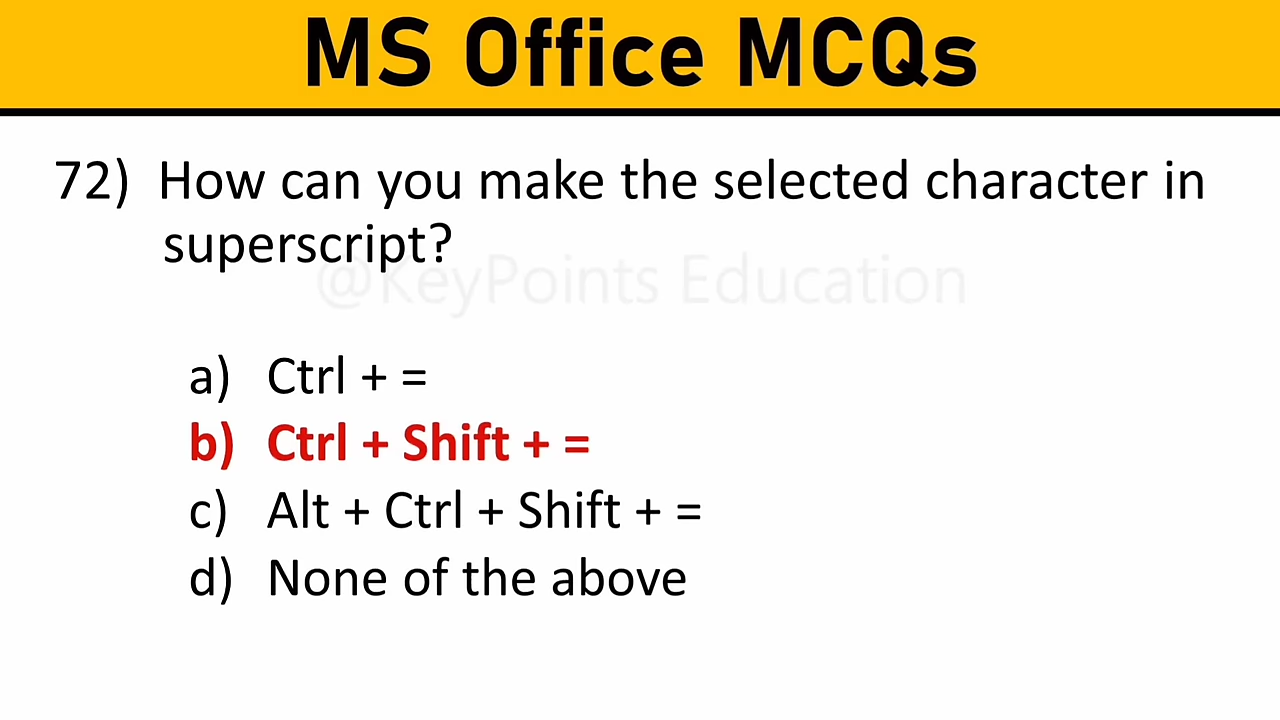 MS Office MCQs
72) How can you make the selected character in
superscript?
@KeyPoints Education
a) Ctrl + =
b) Ctrl + Shift + =
c) Alt + Ctrl + Shift + =
d) None of the above